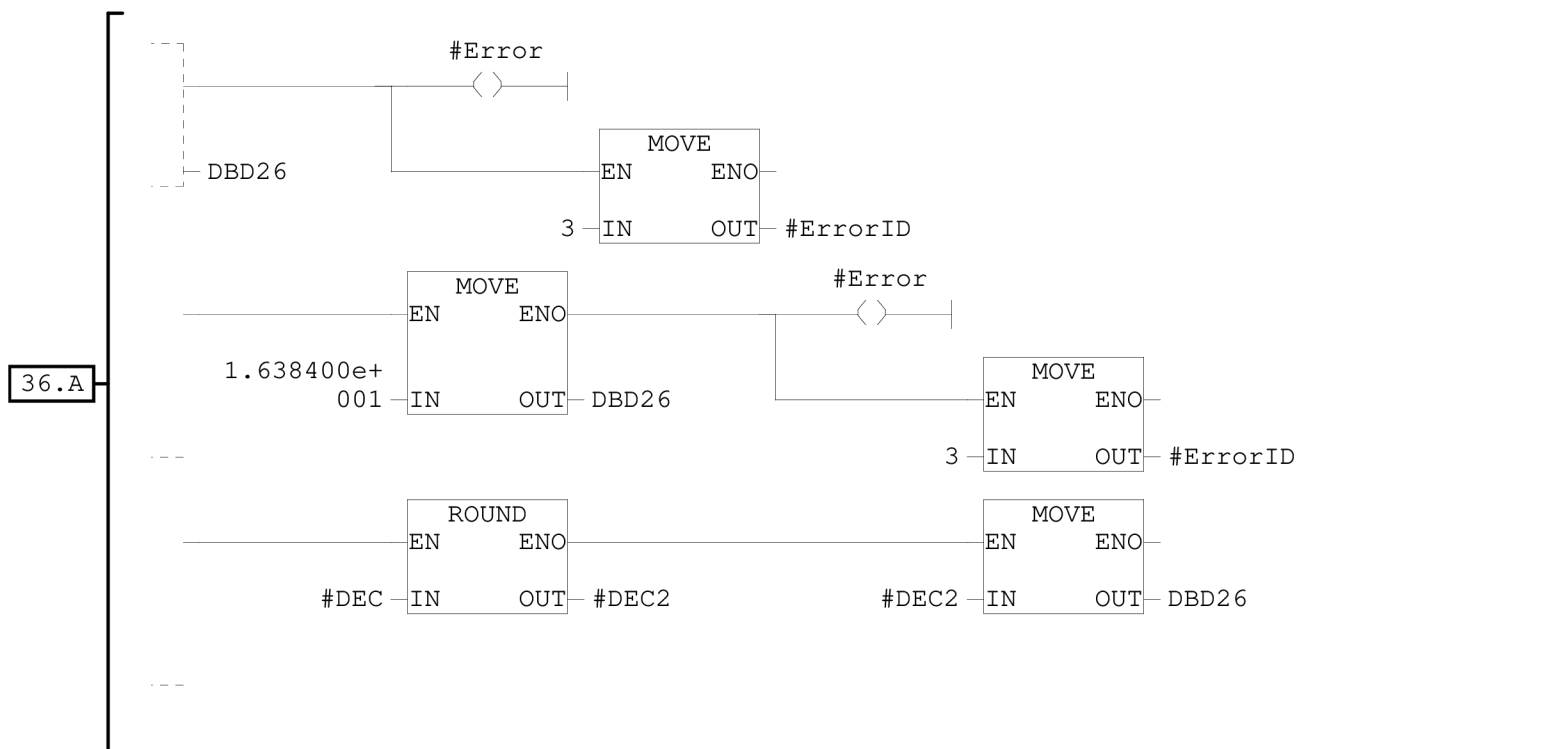 #Error
MOVE
DBD26
EN ENO
3 IN OUT #ErrorID
#Error
MOVE
EN ENO
1.638400e+
36.A
MOVE
001 IN OUT DBD26
EN ENO
3 IN OUT #ErrorID
ROUND MOVE
EN ENO EN ENO
#DEC IN OUT #DEC2 #DEC2 IN OUT DBD26